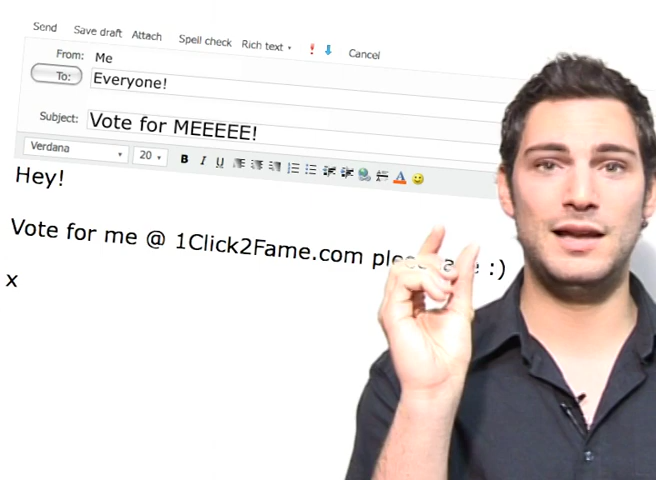 Send Save draft Attach Spell check Rich text Cancel
From: Me
To: Everyone!
Subject: Vote for MEEEEE!
Verdana 20 B I U
Hey!
Vote for me @ 1Click2Fame.com :)
x